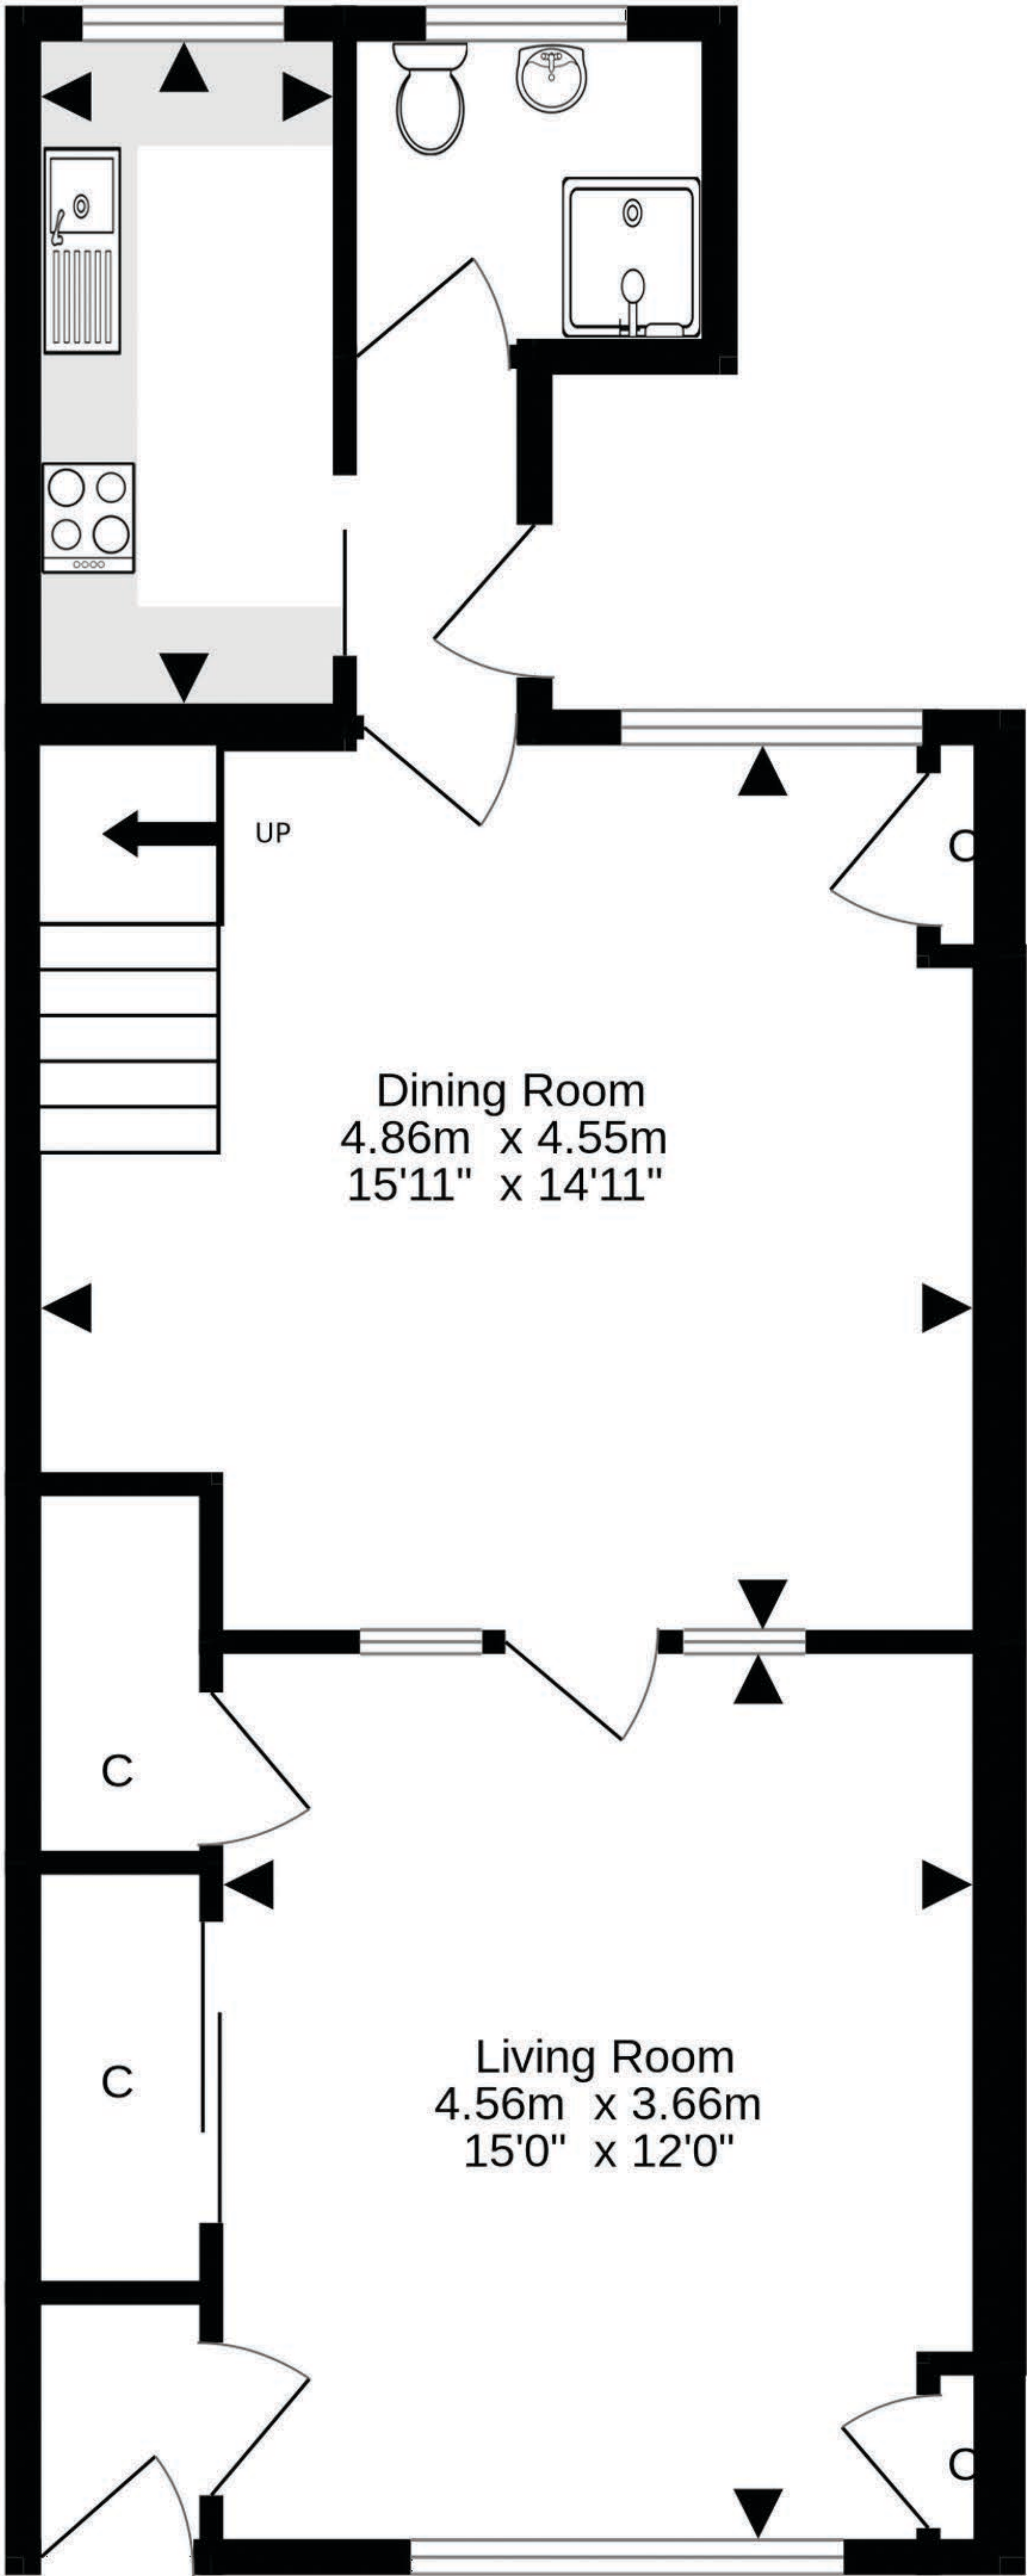 UP
C
Dining Room
4.86m x 4.55m
15'11" x 14'11"
C
C
Living Room
4.56m x 3.66m
15'0" x 12'0"
C